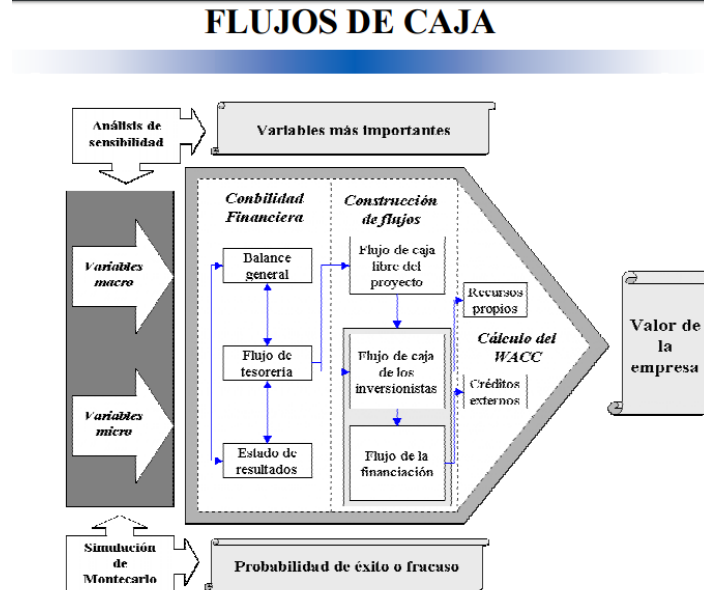 FLUJOS DE CAJA
Análisis de
sensibilidad
Variables más importantes
Variables
macro
Variables
micro
Conbilidad
Financiera
Balance
general
Flujo de
tesorería
Estado de
resultados
Construcción
de flujos
Flujo de caja
libre del
proyecto
Flujo de caja
de los
inversionistas
Flujo de la
financiación
Recursos
propios
Cálculo del
WACC
Créditos
externos
Valor de
la
empresa
Simulación
de
Montecarlo
Probabilidad de éxito o fracaso